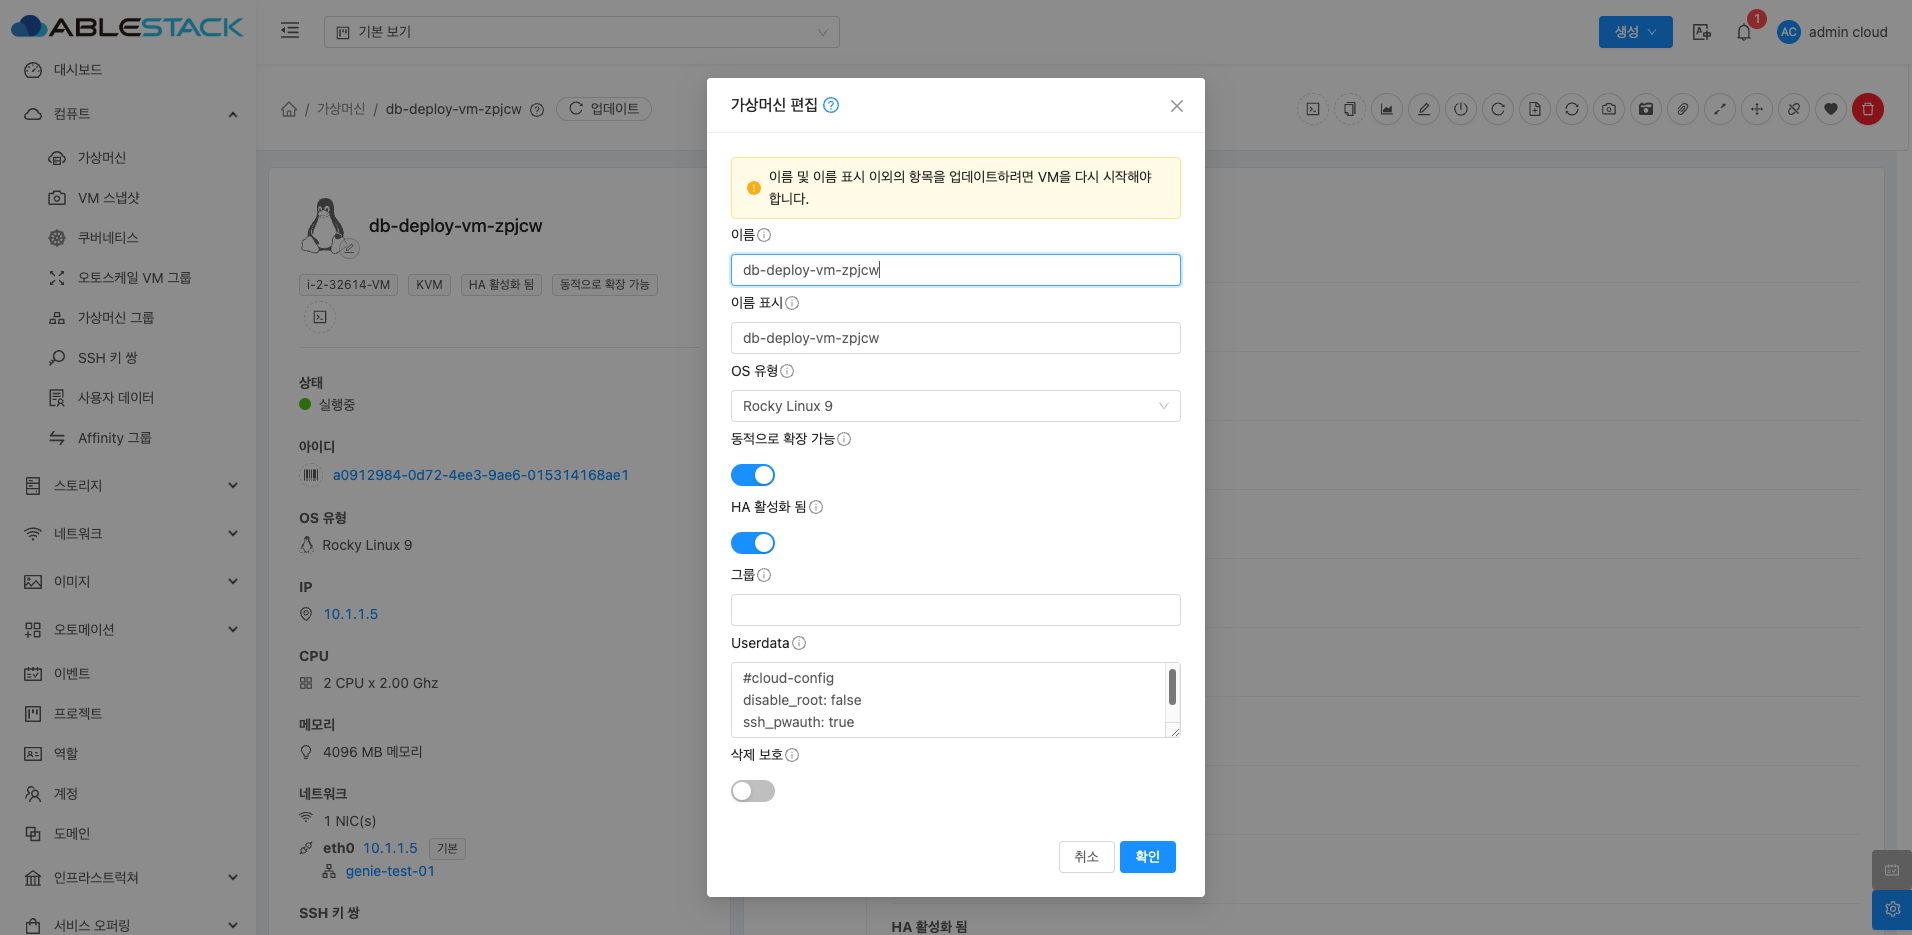 ABLESTACK
기본 보기
생성
1
AC
admin cloud
대시보드
컴퓨트
가상머신
VM 스냅샷
쿠버네티스
오토스케일 VM 그룹
가상머신 그룹
SSH 키 쌍
사용자 데이터
Affinity 그룹
스토리지
네트워크
이미지
오토메이션
이벤트
프로젝트
역할
계정
도메인
인프라스트럭쳐
서비스 오퍼링
/ 가상머신 / db-deploy-vm-zpjcw
업데이트
db-deploy-vm-zpjcw
i-2-32614-VM
KVM
HA 활성화 됨
동적으로 확장 가능
상태
실행중
아이디
a0912984-0d72-4ee3-9ae6-015314168ae1
OS 유형
Rocky Linux 9
IP
10.1.1.5
CPU
2 CPU x 2.00 Ghz
메모리
4096 MB 메모리
네트워크
1 NIC(s)
eth0 10.1.1.5 기본
genie-test-01
SSH 키 쌍
가상머신 편집
이름 및 이름 표시 이외의 항목을 업데이트하려면 VM을 다시 시작해야
합니다.
이름
db-deploy-vm-zpjcw
이름 표시
db-deploy-vm-zpjcw
OS 유형
Rocky Linux 9
동적으로 확장 가능
HA 활성화 됨
그룹
Userdata
#cloud-config
disable_root: false
ssh_pwauth: true
삭제 보호
취소
확인
HA 활성화 됨